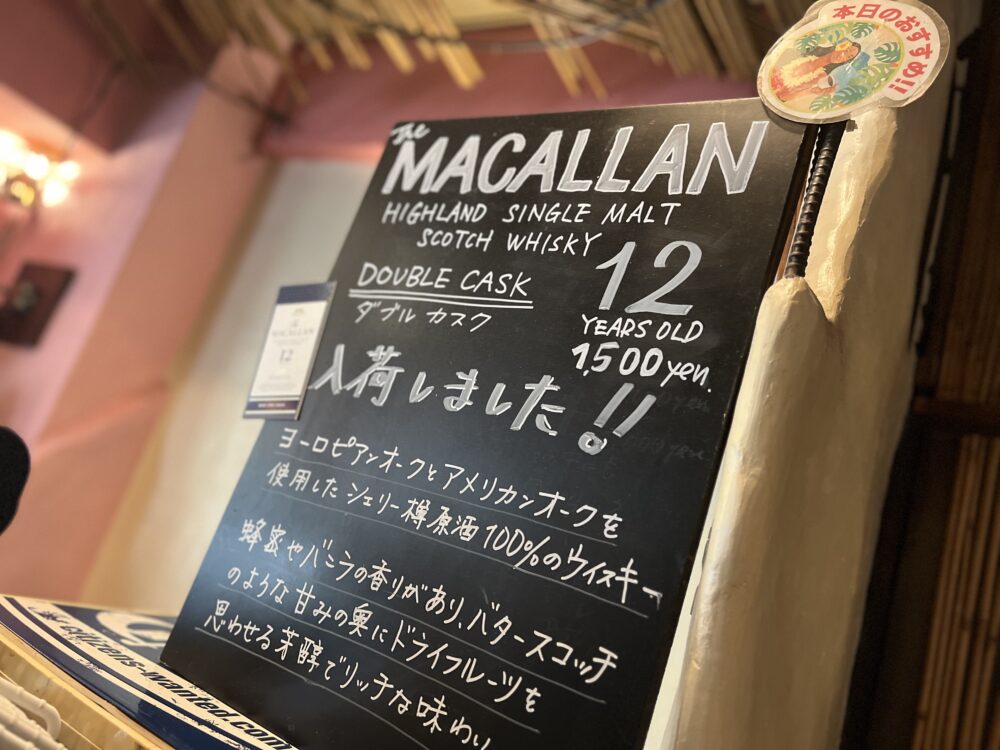 本日のおすすめ!!
The
MACALLAN
HIGHLAND SINGLE MALT
SCOTCH WHISKY
12
YEARS OLD
1,500yen.
DOUBLE CASK
ダブル カスク
入荷しました!!
ヨーロピアンオークとアメリカンオークを
使用したシェリー樽原酒100%のウイスキー
蜂蜜やバニラの香りがあり、バタースコッチ
のような甘みの奥にドライフルーツを
思わせる芳醇でリッチな味わい
MACALLAN
12
citizens-wanted.com